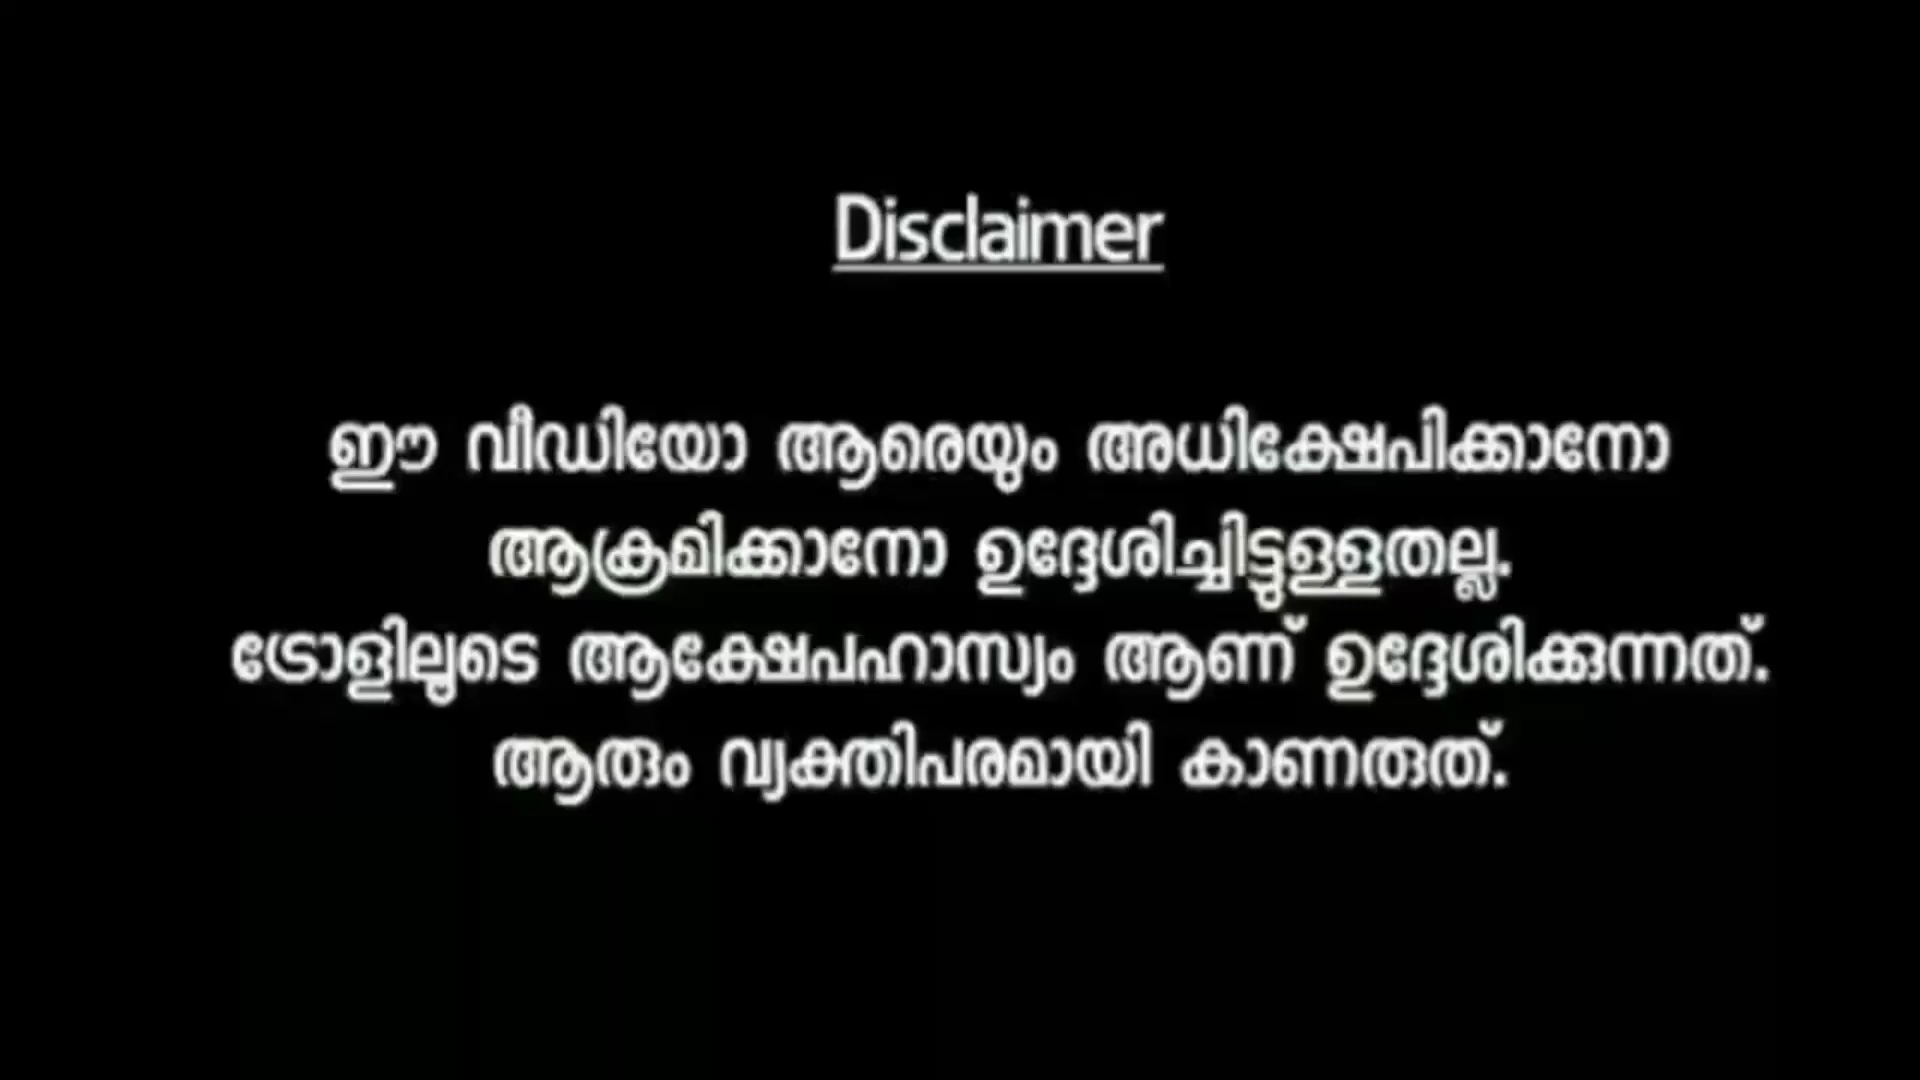 Disclaimer
ഈ വീഡിയോ ആരെയും അധിക്ഷേപിക്കാനോ
ആക്രമിക്കാനോ ഉദ്ദേശിച്ചിട്ടുള്ളതല്ല.
ട്രോളിലൂടെ ആക്ഷേപഹാസ്യം ആണ് ഉദ്ദേശിക്കുന്നത്.
ആരും വ്യക്തിപരമായി കാണരുത്.